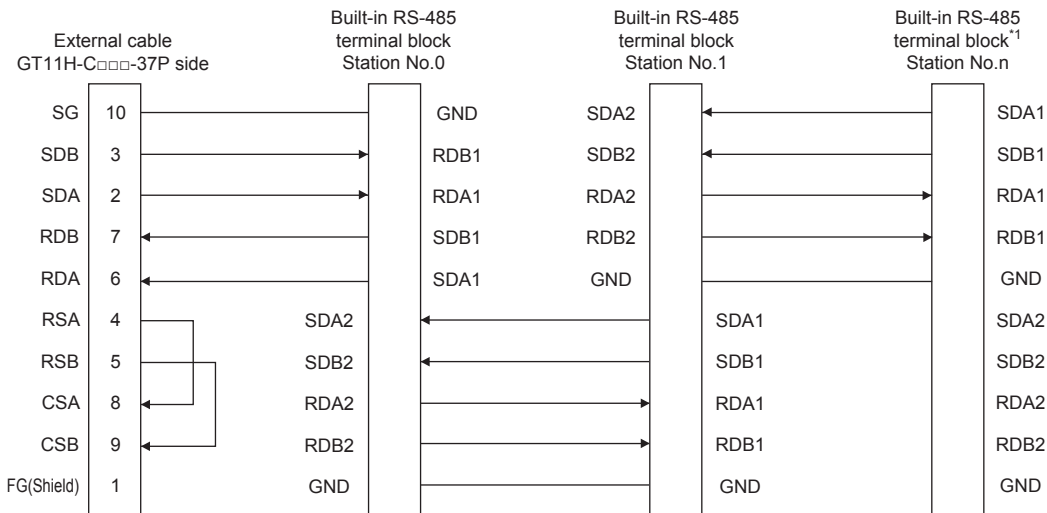 Built-in RS-485
terminal block
Station No.0
Built-in RS-485
terminal block
Station No.1
Built-in RS-485
terminal block*1
Station No.n
External cable
GT11H-C□□□-37P side
SG 10 GND SDA2 SDA1
SDB 3 RDB1 SDB2 SDB1
SDA 2 RDA1 RDA2 RDA1
RDB 7 SDB1 RDB2 RDB1
RDA 6 SDA1 GND GND
RSA 4 SDA2 SDA1 SDA2
RSB 5 SDB2 SDB1 SDB2
CSA 8 RDA2 RDA1 RDA2
CSB 9 RDB2 RDB1 RDB2
FG(Shield) 1 GND GND GND